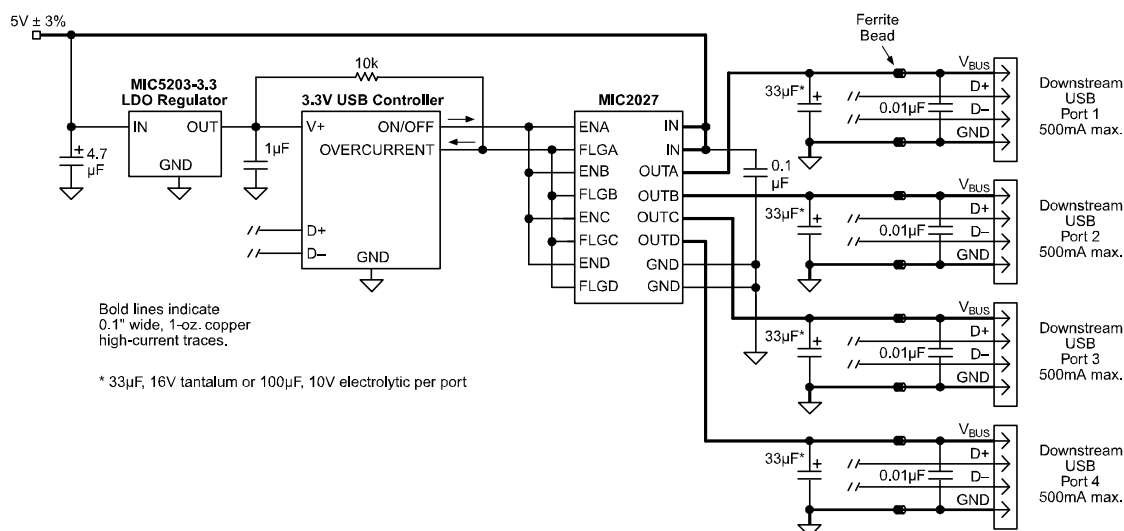 5V ± 3%
MIC5203-3.3
LDO Regulator
IN
OUT
GND
4.7
µF
1µF
10k
3.3V USB Controller
V+
ON/OFF
OVERCURRENT
D+
D–
GND
MIC2027
ENA
FLGA
ENB
FLGB
ENC
FLGC
END
FLGD
IN
IN
OUTA
OUTB
OUTC
OUTD
GND
GND
0.1
µF
Ferrite
Bead
33µF*
0.01µF
VBUS
D+
D–
GND
Downstream
USB
Port 1
500mA max.
33µF*
0.01µF
VBUS
D+
D–
GND
Downstream
USB
Port 2
500mA max.
33µF*
0.01µF
VBUS
D+
D–
GND
Downstream
USB
Port 3
500mA max.
33µF*
0.01µF
VBUS
D+
D–
GND
Downstream
USB
Port 4
500mA max.
Bold lines indicate
0.1" wide, 1-oz. copper
high-current traces.
* 33µF, 16V tantalum or 100µF, 10V electrolytic per port